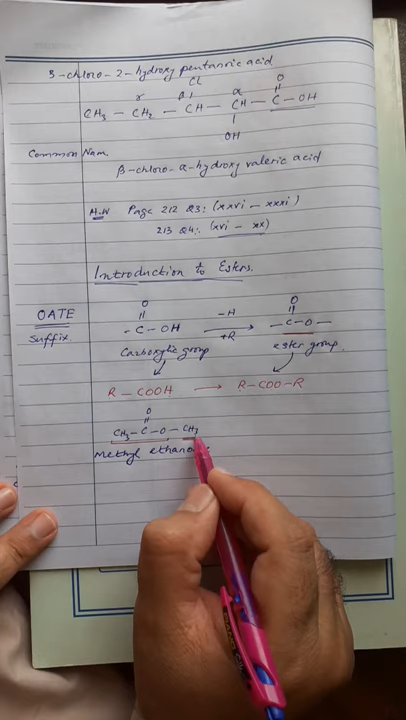 3-chloro-2-hydroxy pentanoic acid
Cl O
γ β | α ||
CH₃ — CH₂ — CH — CH — C — OH
|
OH
Common Name
β-chloro-α-hydroxy valeric acid
H.W Page 212 Q3: (xxvi - xxxi)
213 Q4: (xvi - xx)
Introduction to Esters.
OATE
Suffix
O O
|| ||
-C-OH -H +R —C-O—
Carboxylic group ester group.
R-COOH → R-COO-R
O
||
CH₃-C-O-CH₃
Methyl